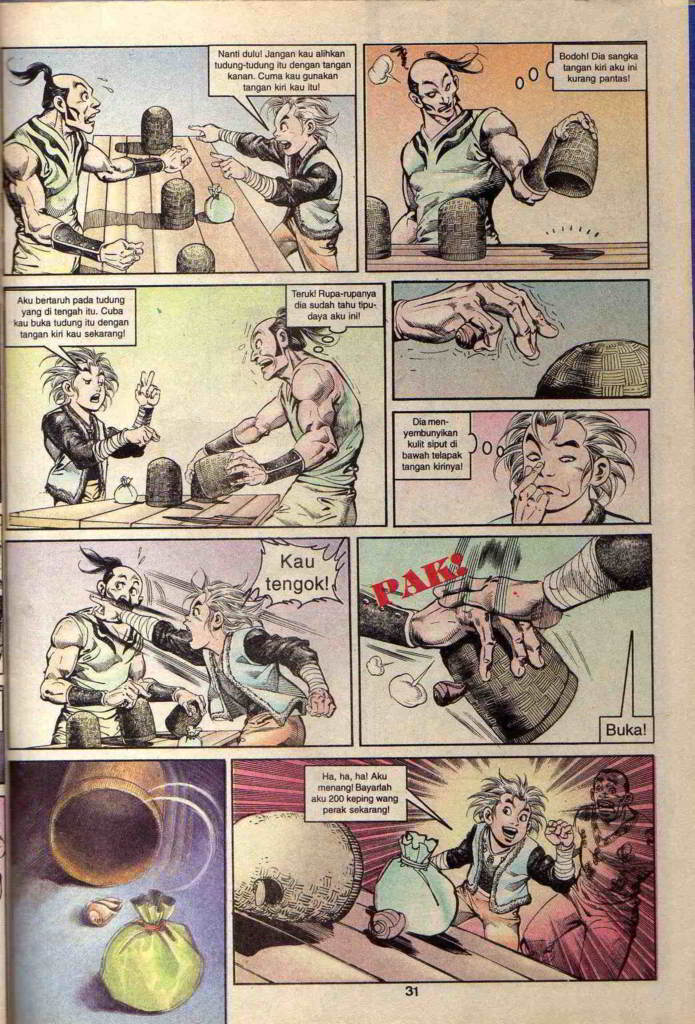 Nanti dulu! Jangan kau alihkan
tudung-tudung itu dengan tangan
kanan. Cuma kau gunakan
tangan kiri kau itu!
Bodoh! Dia sangka
tangan kiri aku ini
kurang pantas!
Aku bertaruh pada tudung
yang di tengah itu. Cuba
kau buka tudung itu dengan
tangan kiri kau sekarang!
Teruk! Rupa-rupanya
dia sudah tahu tipu-
daya aku ini!
Dia men-
yembunyikan
ketulan siput di
bawah telapak
tangan kirinya!
Kau
tengok!
PAK!
Buka!
Ha, ha, ha! Aku
menang! Bayarlah
aku 200 keping wang
perak sekarang!
31